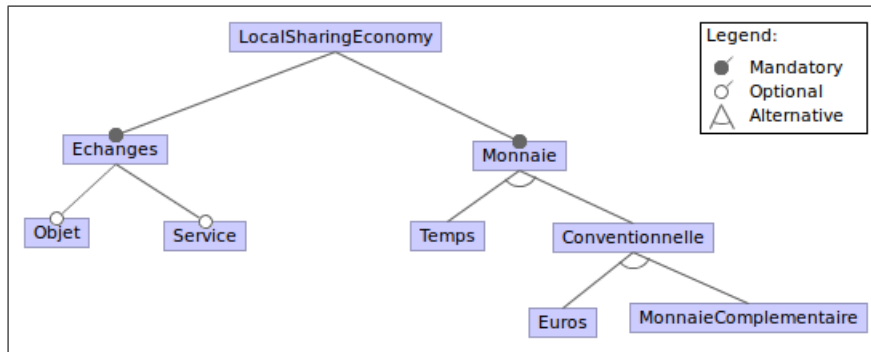 LocalSharingEconomy
Legend:
Mandatory
Optional
Alternative
Echanges
Monnaie
Objet
Service
Temps
Conventionnelle
Euros
MonnaieComplementaire